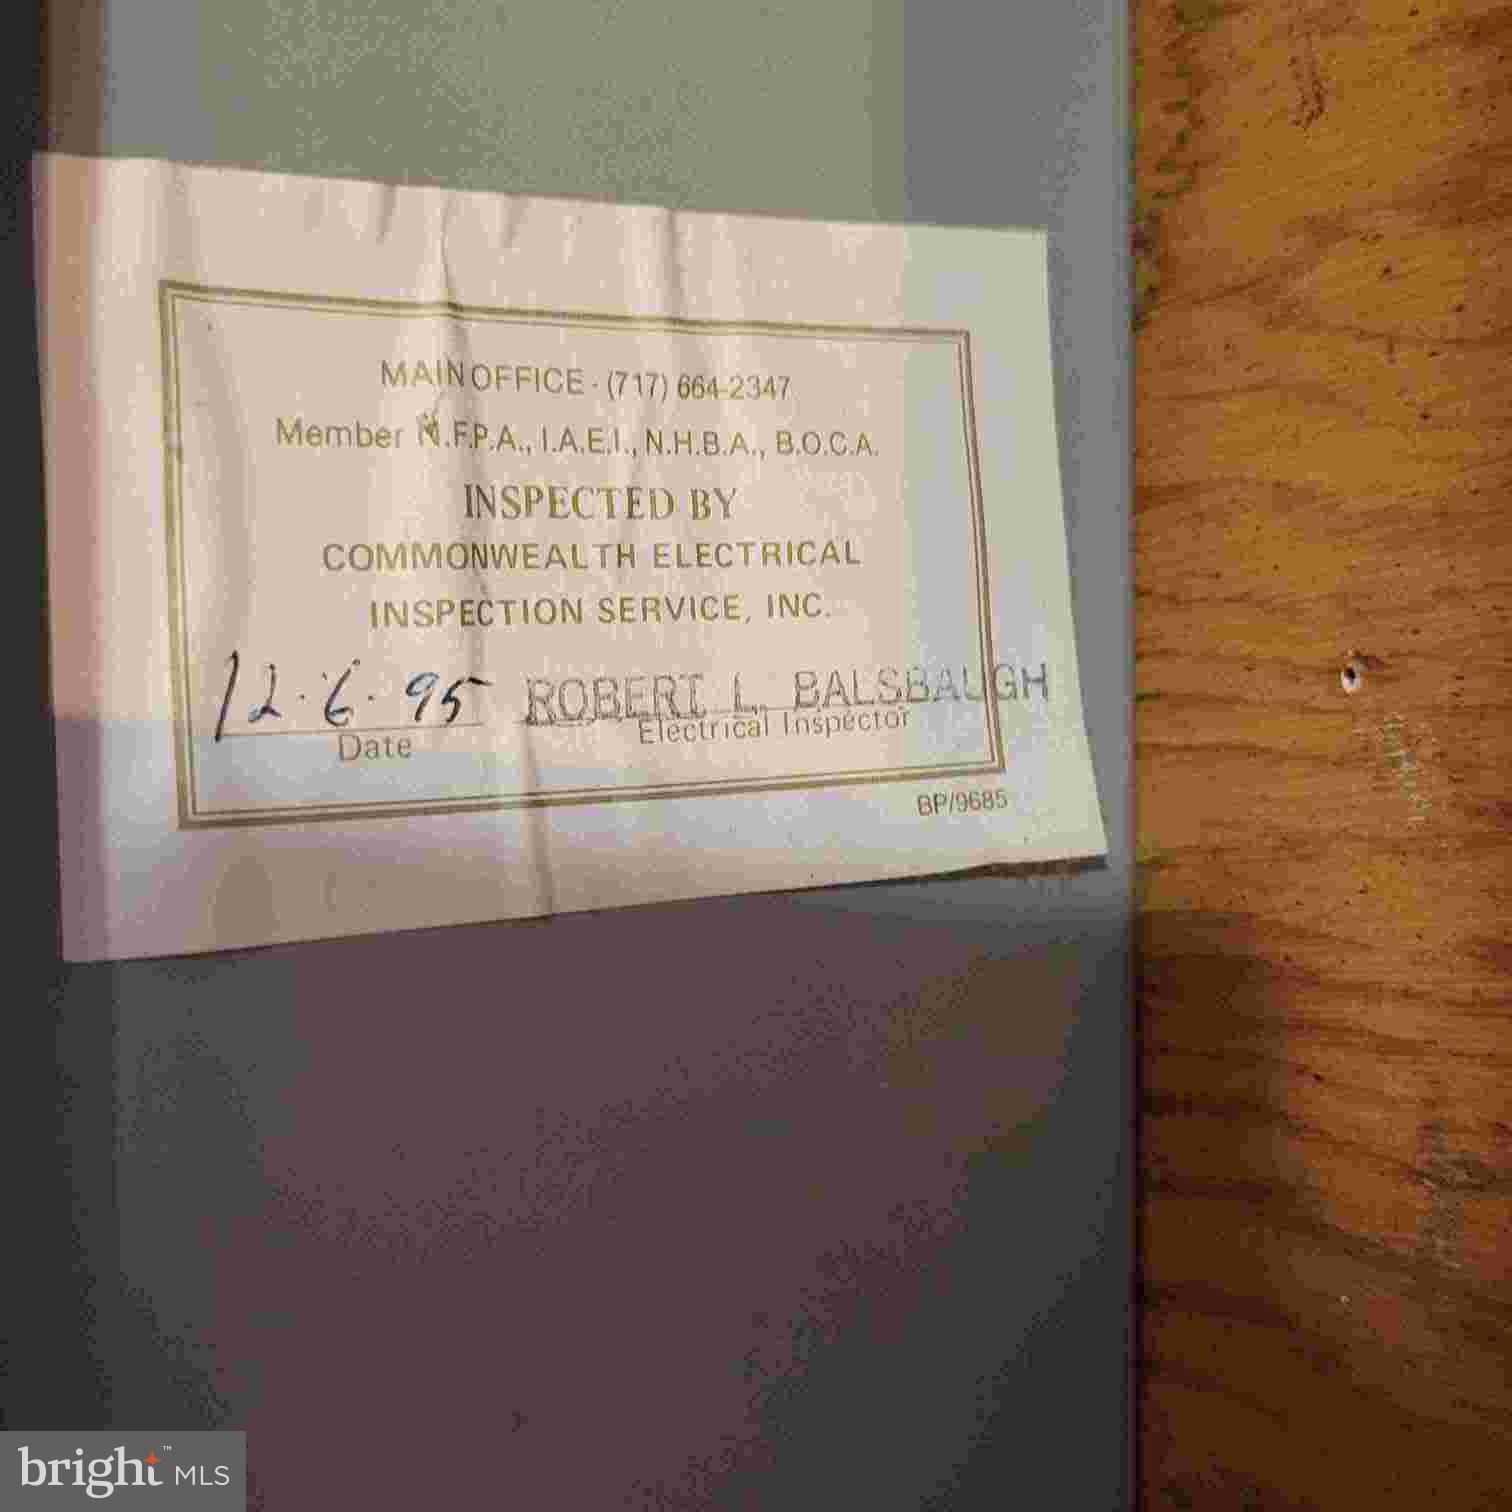 MAIN OFFICE - (717) 664-2347
Member N.F.P.A., I.A.E.I., N.H.B.A., B.O.C.A.
INSPECTED BY
COMMONWEALTH ELECTRICAL
INSPECTION SERVICE, INC.
12.6.95 ROBERT L. BALSBAUGH
Date Electrical Inspector
BP/9685
bright™ MLS